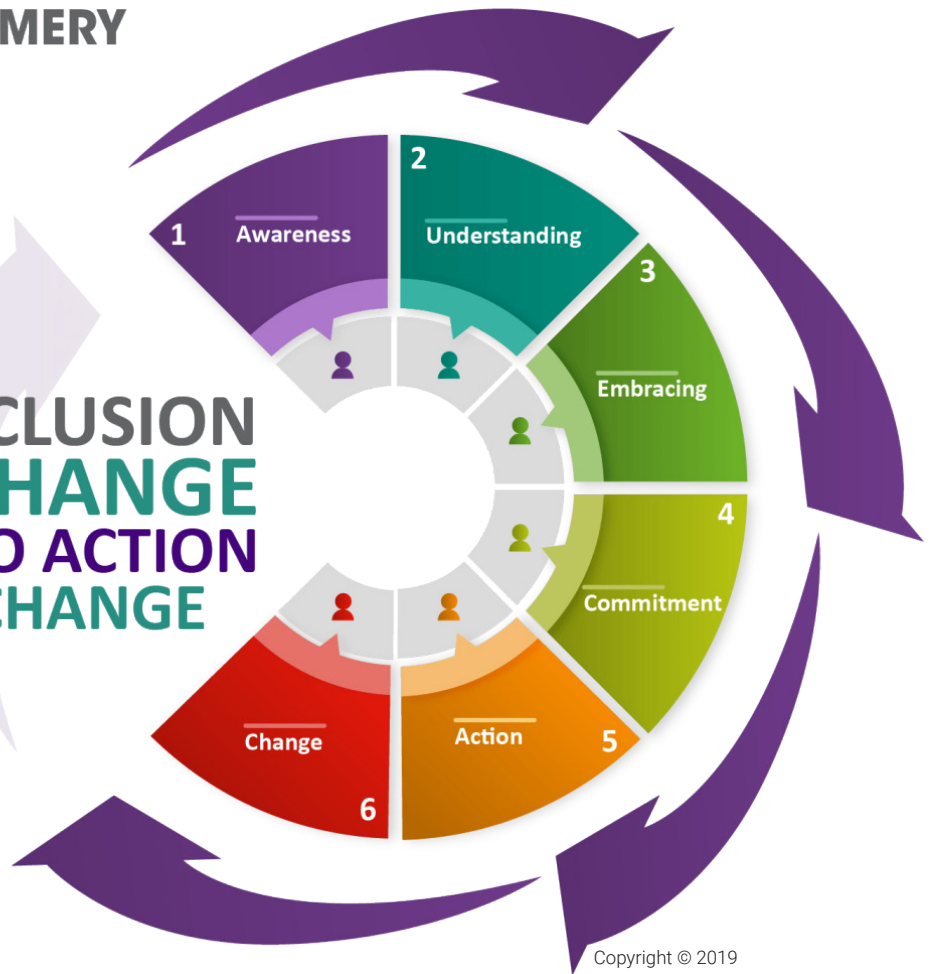 MERY
1
Awareness
2
Understanding
3
Embracing
4
Commitment
CLUSION
HANGE
O ACTION
CHANGE
5
Action
6
Change
Copyright © 2019